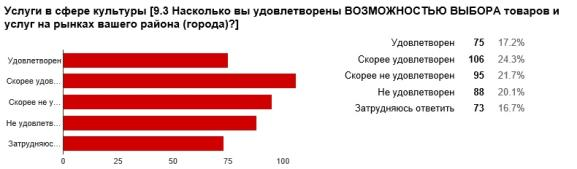 Услуги в сфере культуры [9.3 Насколько вы удовлетворены ВОЗМОЖНОСТЬЮ ВЫБОРА товаров и
услуг на рынках вашего района (города)?]
Удовлетворен
Скорее удов...
Скорее не у...
Не удовлетв...
Затрудняюс...
0 25 50 75 100
Удовлетворен 75 17.2%
Скорее удовлетворен 106 24.3%
Скорее не удовлетворен 95 21.7%
Не удовлетворен 88 20.1%
Затрудняюсь ответить 73 16.7%